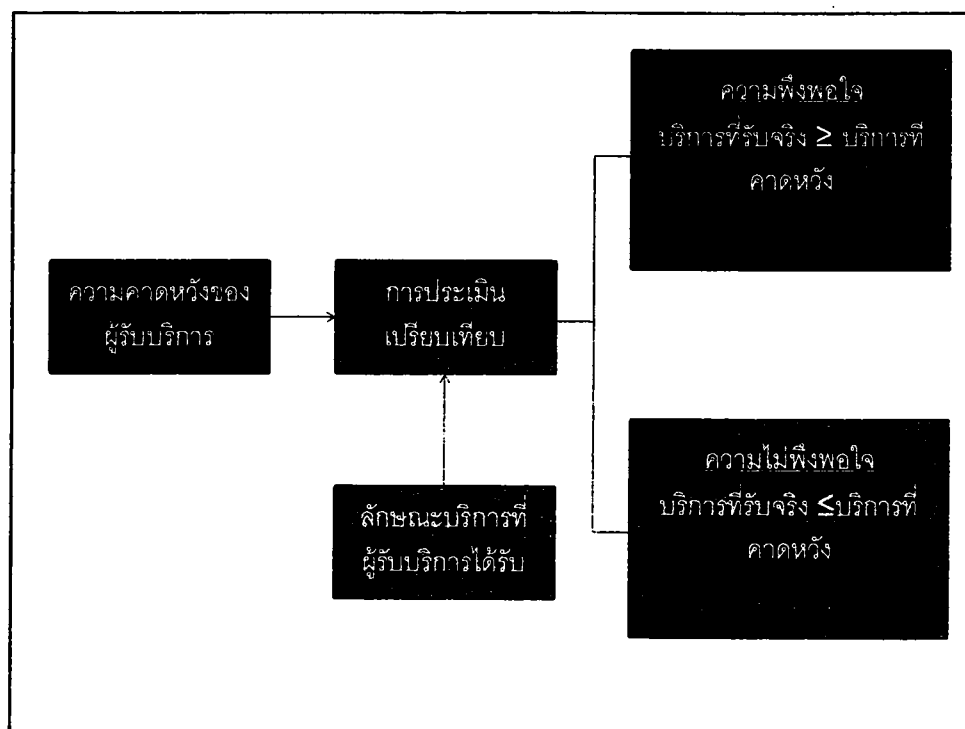 ความพึงพอใจ
บริการที่รับจริง ≥ บริการที่
คาดหวัง
ความคาดหวังของ
ผู้รับบริการ
การประเมิน
เปรียบเทียบ
ลักษณะบริการที่
ผู้รับบริการได้รับ
ความไม่พึงพอใจ
บริการที่รับจริง ≤บริการที่
คาดหวัง